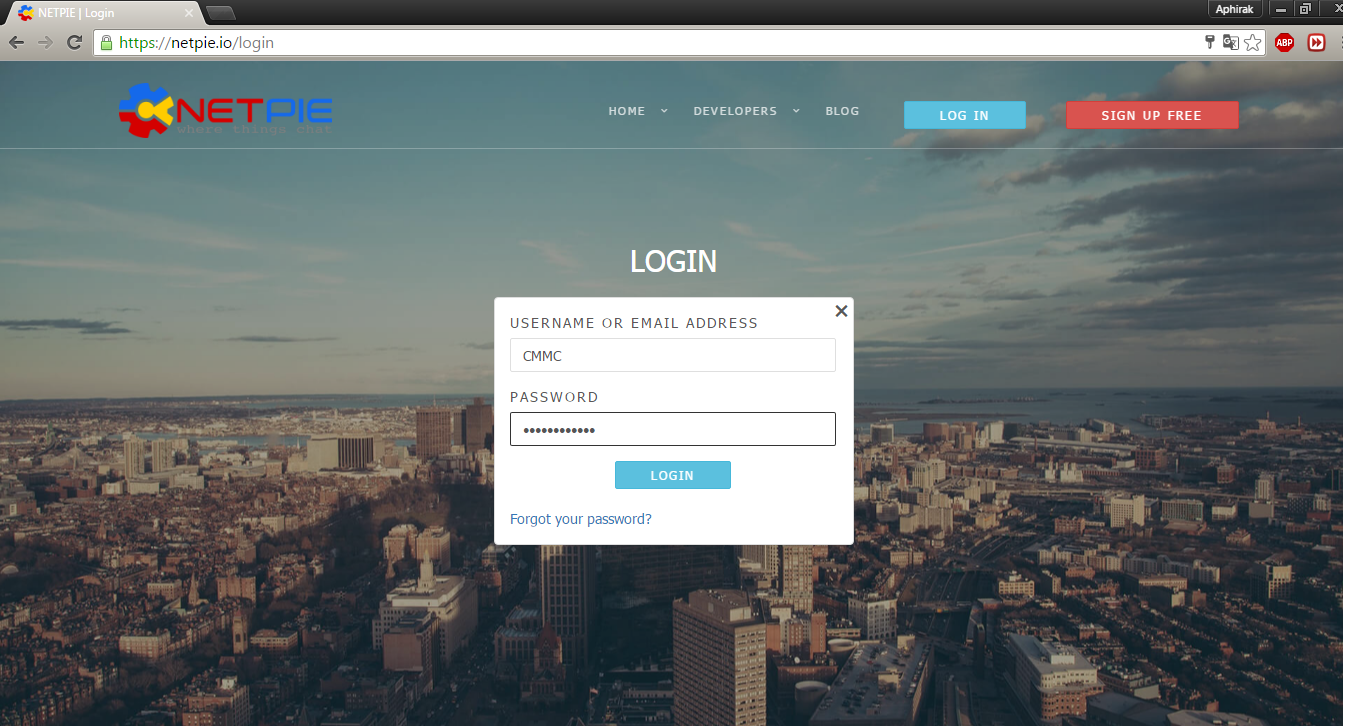 NETPIE | Login
Aphirak
https://netpie.io/login
ABP
NETPIE
where things chat
HOME
DEVELOPERS
BLOG
LOG IN
SIGN UP FREE
LOGIN
USERNAME OR EMAIL ADDRESS
CMMC
PASSWORD
••••••••••••
LOGIN
Forgot your password?